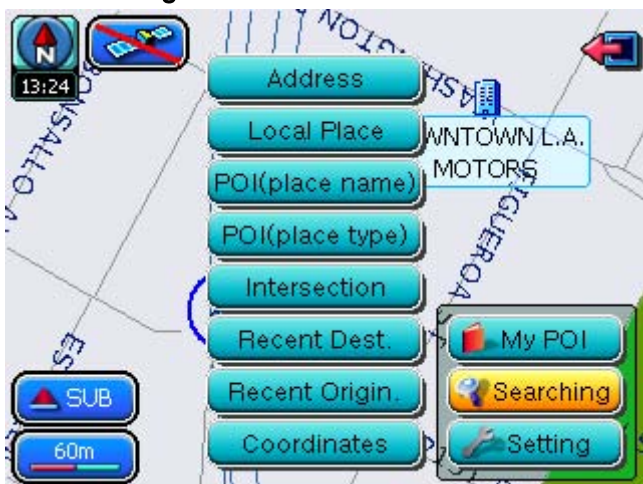 N
13:24
Address
Local Place
POI(place name)
POI(place type)
Intersection
Recent Dest.
Recent Origin.
Coordinates
WNTOWN L.A.
MOTORS
FIGUEROA
My POI
Searching
Setting
SUB
60m